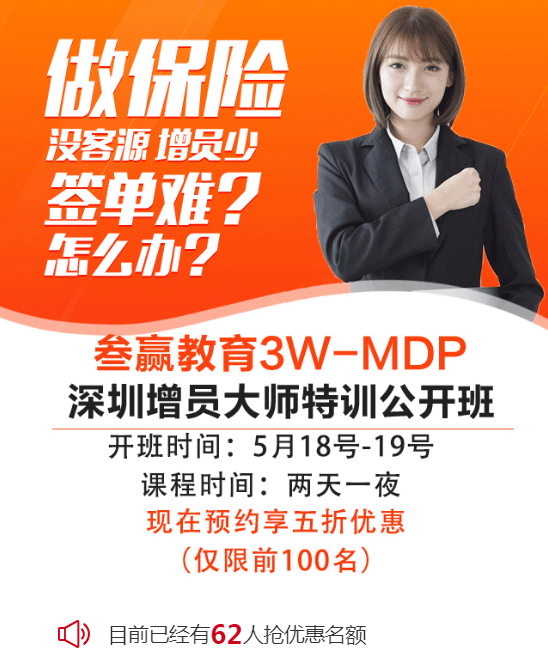 做保险
没客源 增员少
签单难?
怎么办?
叁赢教育3W-MDP
深圳增员大师特训公开班
开班时间：5月18号-19号
课程时间：两天一夜
现在预约享五折优惠
（仅限前100名）
目前已经有62人抢优惠名额